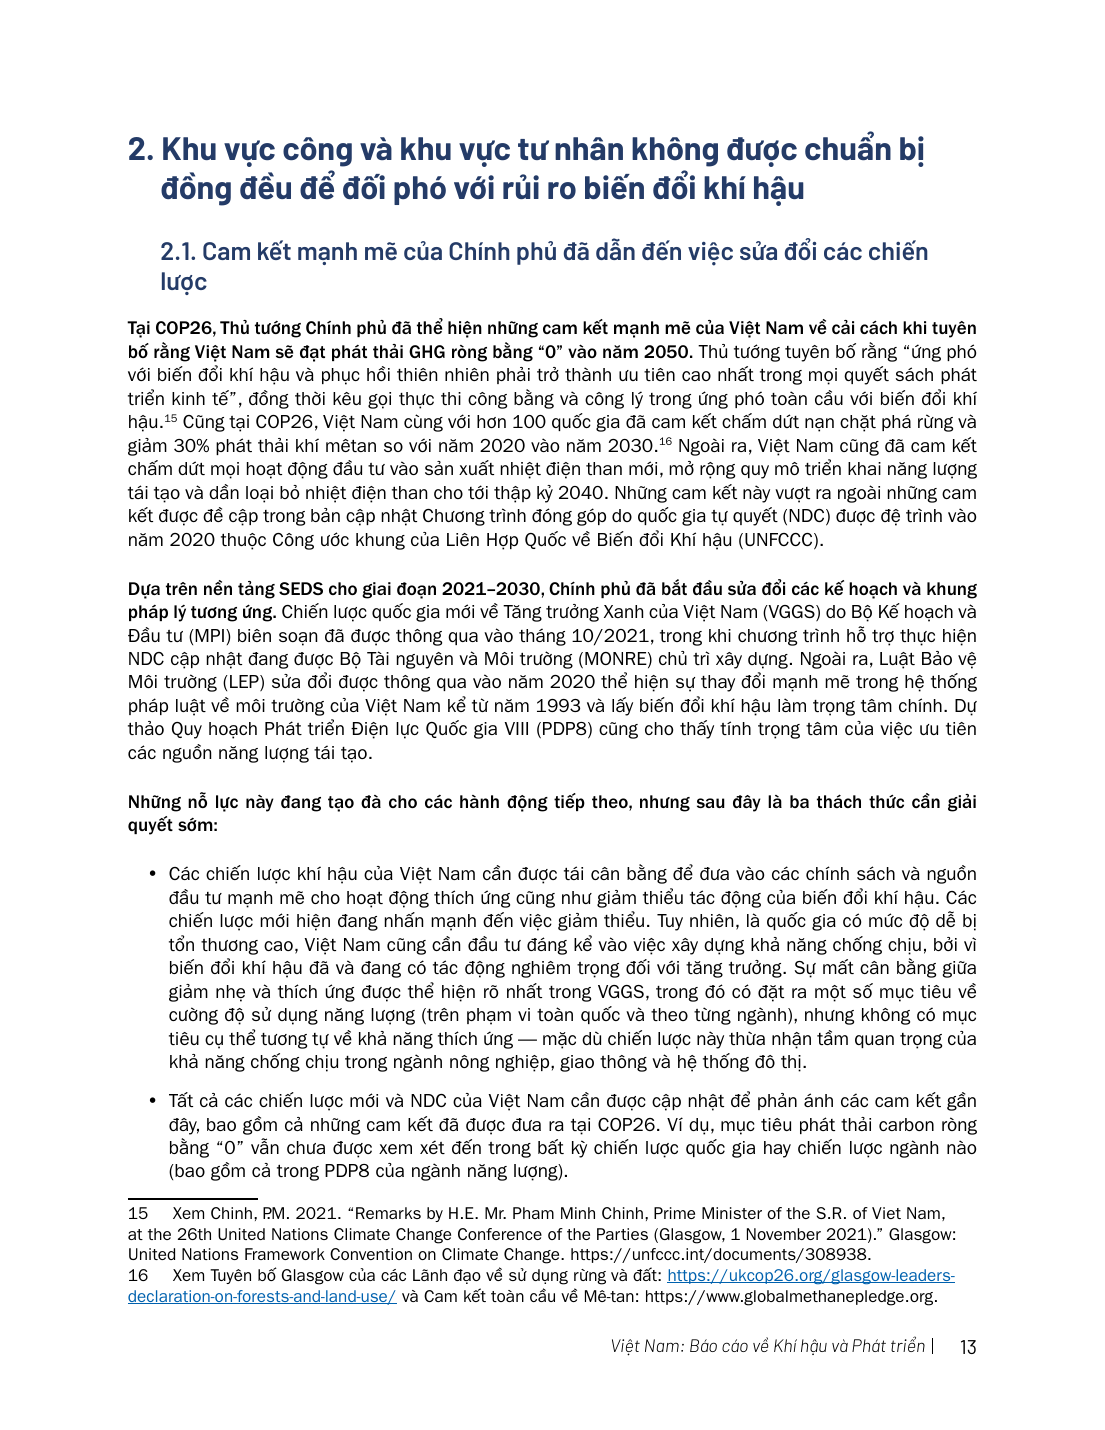 2. Khu vực công và khu vực tư nhân không được chuẩn bị
đồng đều để đối phó với rủi ro biến đổi khí hậu
2.1. Cam kết mạnh mẽ của Chính phủ đã dẫn đến việc sửa đổi các chiến
lược
Tại COP26, Thủ tướng Chính phủ đã thể hiện những cam kết mạnh mẽ của Việt Nam về cải cách khi tuyên
bố rằng Việt Nam sẽ đạt phát thải GHG ròng bằng “0” vào năm 2050. Thủ tướng tuyên bố rằng “ứng phó
với biến đổi khí hậu và phục hồi thiên nhiên phải trở thành ưu tiên cao nhất trong mọi quyết sách phát
triển kinh tế”, đồng thời kêu gọi thực thi công bằng và công lý trong ứng phó toàn cầu với biến đổi khí
hậu.15 Cũng tại COP26, Việt Nam cùng với hơn 100 quốc gia đã cam kết chấm dứt nạn chặt phá rừng và
giảm 30% phát thải khí mêtan so với năm 2020 vào năm 2030.16 Ngoài ra, Việt Nam cũng đã cam kết
chấm dứt mọi hoạt động đầu tư vào sản xuất nhiệt điện than mới, mở rộng quy mô triển khai năng lượng
tái tạo và dần loại bỏ nhiệt điện than cho tới thập kỷ 2040. Những cam kết này vượt ra ngoài những cam
kết được đề cập trong bản cập nhật Chương trình đóng góp do quốc gia tự quyết (NDC) được đệ trình vào
năm 2020 thuộc Công ước khung của Liên Hợp Quốc về Biến đổi Khí hậu (UNFCCC).
Dựa trên nền tảng SEDS cho giai đoạn 2021–2030, Chính phủ đã bắt đầu sửa đổi các kế hoạch và khung
pháp lý tương ứng. Chiến lược quốc gia mới về Tăng trưởng Xanh của Việt Nam (VGGS) do Bộ Kế hoạch và
Đầu tư (MPI) biên soạn đã được thông qua vào tháng 10/2021, trong khi chương trình hỗ trợ thực hiện
NDC cập nhật đang được Bộ Tài nguyên và Môi trường (MONRE) chủ trì xây dựng. Ngoài ra, Luật Bảo vệ
Môi trường (LEP) sửa đổi được thông qua vào năm 2020 thể hiện sự thay đổi mạnh mẽ trong hệ thống
pháp luật về môi trường của Việt Nam kể từ năm 1993 và lấy biến đổi khí hậu làm trọng tâm chính. Dự
thảo Quy hoạch Phát triển Điện lực Quốc gia VIII (PDP8) cũng cho thấy tính trọng tâm của việc ưu tiên
các nguồn năng lượng tái tạo.
Những nỗ lực này đang tạo đà cho các hành động tiếp theo, nhưng sau đây là ba thách thức cần giải
quyết sớm:
• Các chiến lược khí hậu của Việt Nam cần được tái cân bằng để đưa vào các chính sách và nguồn
đầu tư mạnh mẽ cho hoạt động thích ứng cũng như giảm thiểu tác động của biến đổi khí hậu. Các
chiến lược mới hiện đang nhấn mạnh đến việc giảm thiểu. Tuy nhiên, là quốc gia có mức độ dễ bị
tổn thương cao, Việt Nam cũng cần đầu tư đáng kể vào việc xây dựng khả năng chống chịu, bởi vì
biến đổi khí hậu đã và đang có tác động nghiêm trọng đối với tăng trưởng. Sự mất cân bằng giữa
giảm nhẹ và thích ứng được thể hiện rõ nhất trong VGGS, trong đó có đặt ra một số mục tiêu về
cường độ sử dụng năng lượng (trên phạm vi toàn quốc và theo từng ngành), nhưng không có mục
tiêu cụ thể tương tự về khả năng thích ứng — mặc dù chiến lược này thừa nhận tầm quan trọng của
khả năng chống chịu trong ngành nông nghiệp, giao thông và hệ thống đô thị.
• Tất cả các chiến lược mới và NDC của Việt Nam cần được cập nhật để phản ánh các cam kết gần
đây, bao gồm cả những cam kết đã được đưa ra tại COP26. Ví dụ, mục tiêu phát thải carbon ròng
bằng “0” vẫn chưa được xem xét đến trong bất kỳ chiến lược quốc gia hay chiến lược ngành nào
(bao gồm cả trong PDP8 của ngành năng lượng).
15 Xem Chinh, P.M. 2021. “Remarks by H.E. Mr. Pham Minh Chinh, Prime Minister of the S.R. of Viet Nam,
at the 26th United Nations Climate Change Conference of the Parties (Glasgow, 1 November 2021).” Glasgow:
United Nations Framework Convention on Climate Change. https://unfccc.int/documents/308938.
16 Xem Tuyên bố Glasgow của các Lãnh đạo về sử dụng rừng và đất: https://ukcop26.org/glasgow-leaders-
declaration-on-forests-and-land-use/ và Cam kết toàn cầu về Mê-tan: https://www.globalmethanepledge.org.
Việt Nam: Báo cáo về Khí hậu và Phát triển | 13